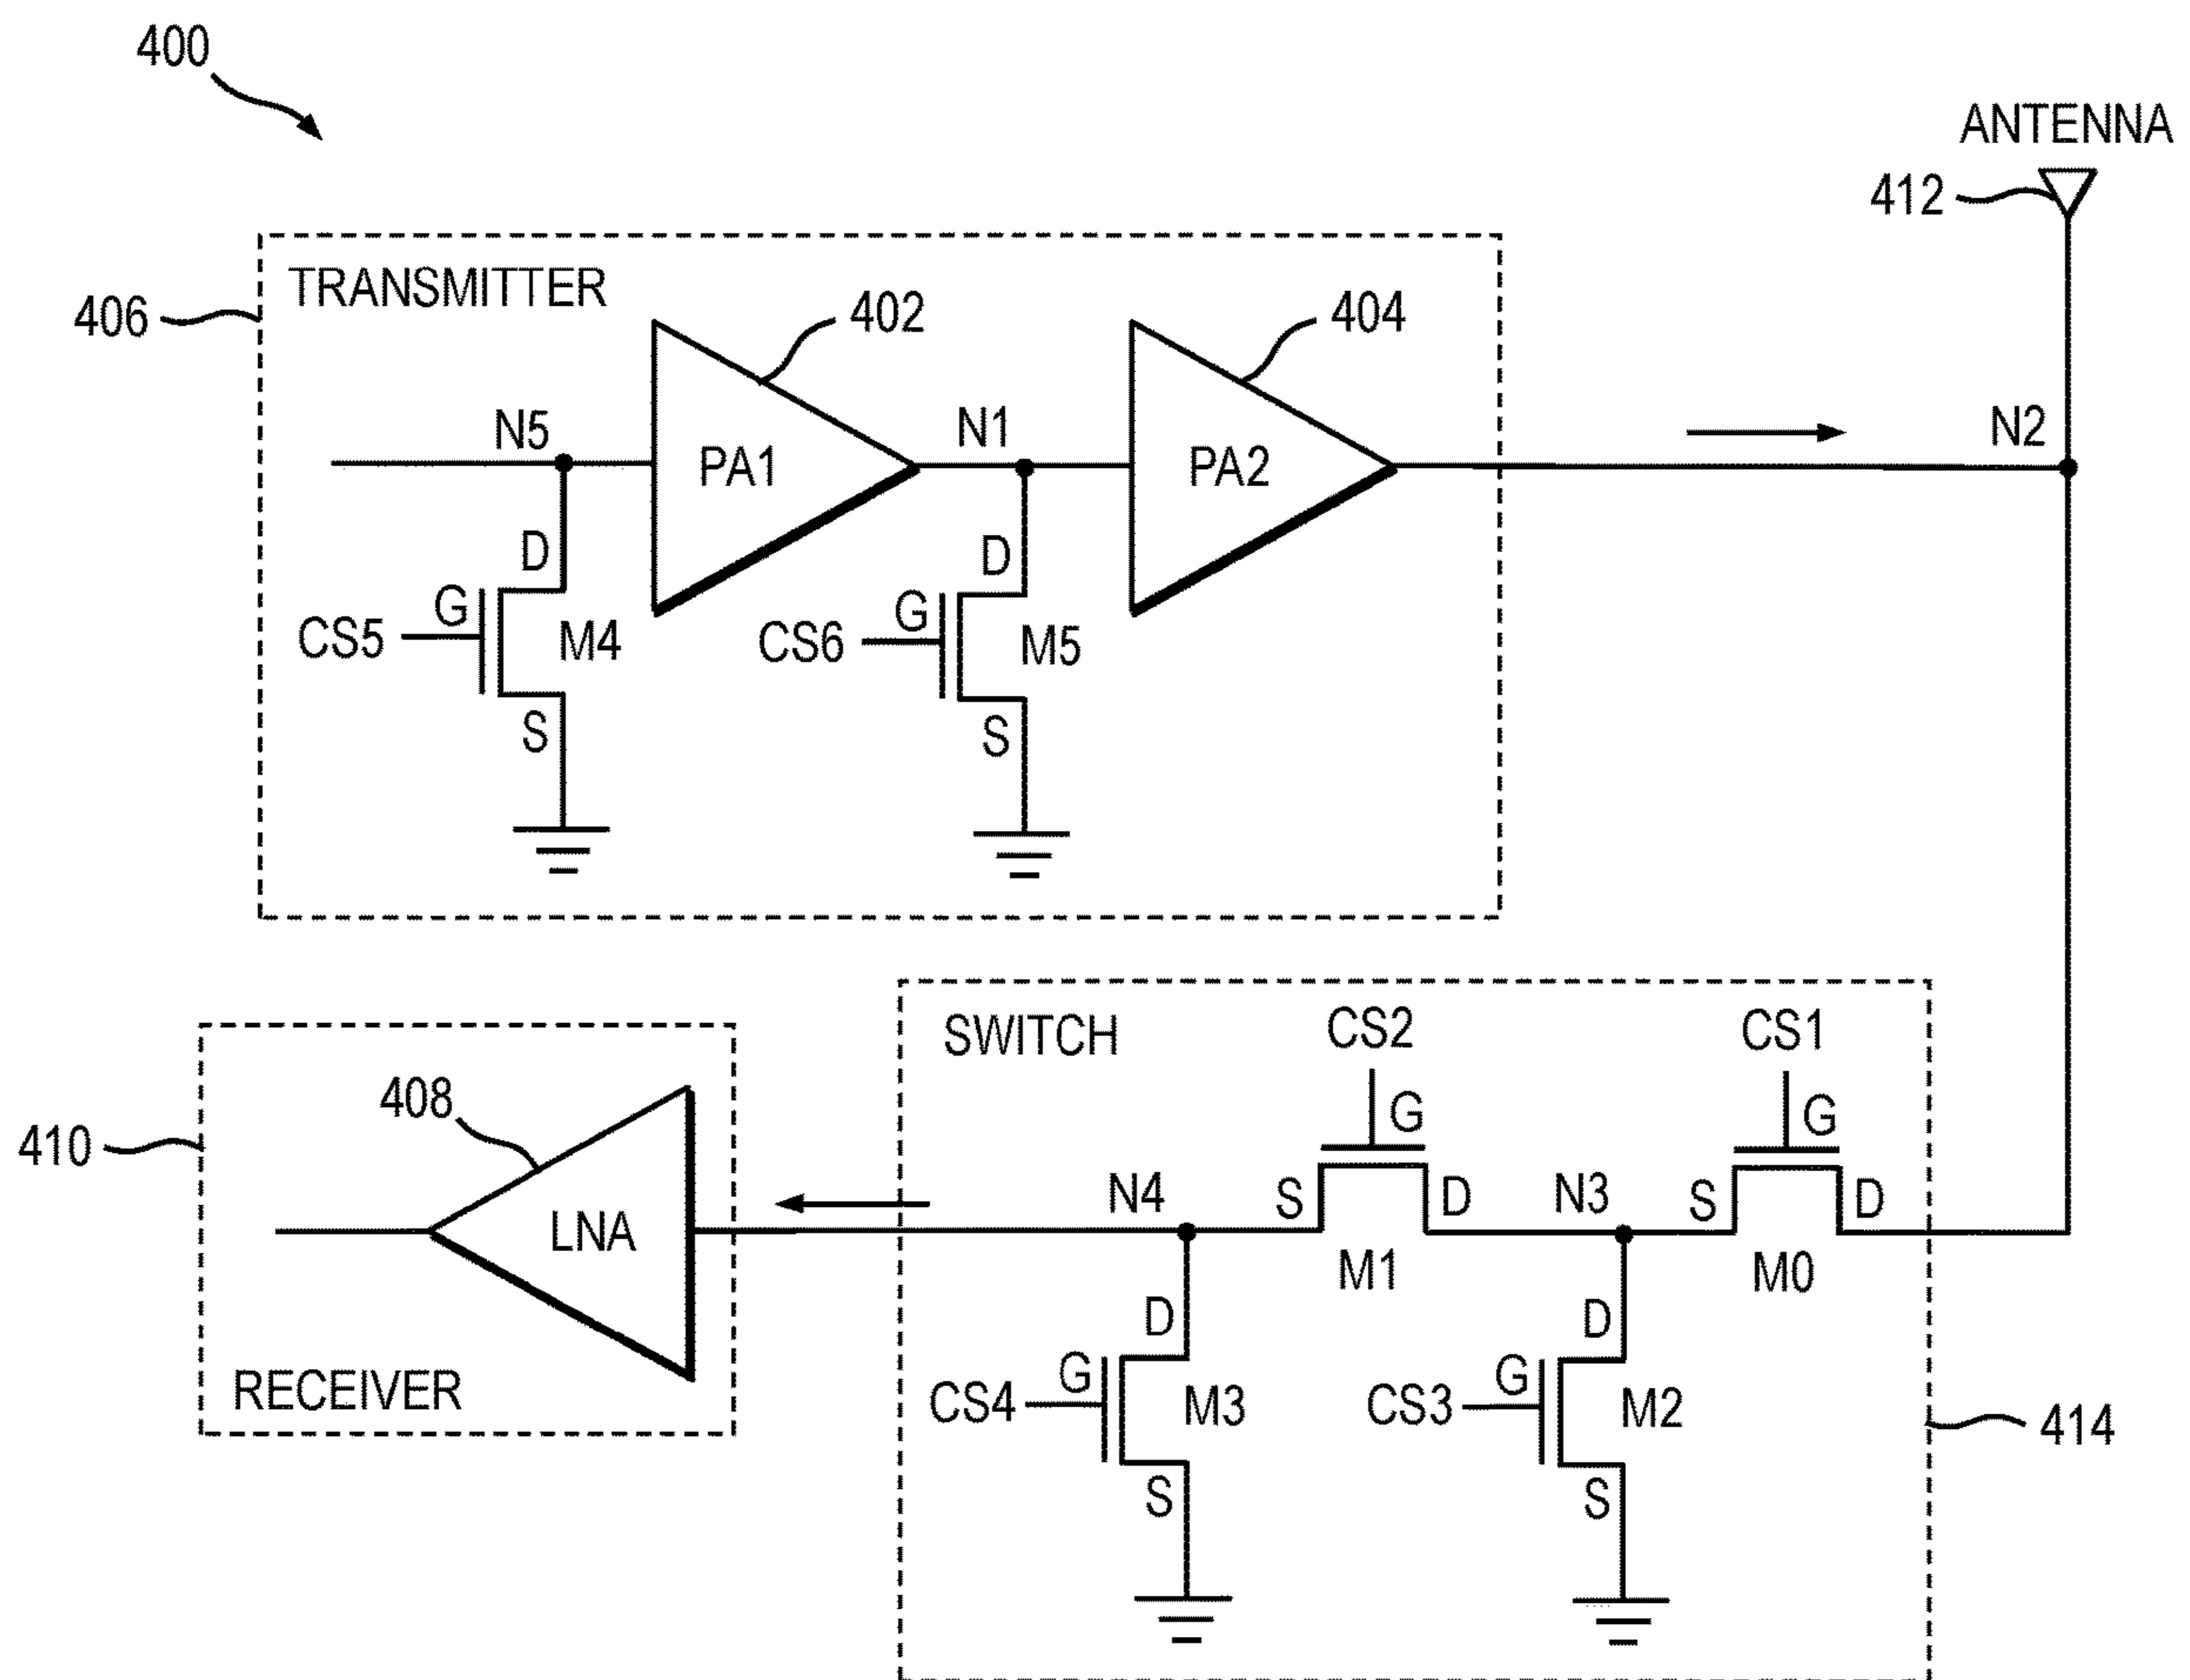 400
ANTENNA
412
406
TRANSMITTER
402
404
N5
PA1
N1
PA2
N2
D
G
CS5
M4
S
D
G
CS6
M5
S
SWITCH
CS2
CS1
G
G
410
408
LNA
RECEIVER
N4
S
D
M1
N3
S
D
M0
D
G
CS4
M3
S
D
G
CS3
M2
S
414